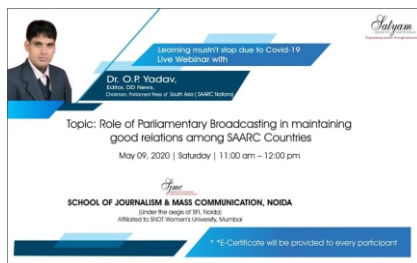 Satyam
Learning mustn't stop due to Covid-19
Live Webinar with
Dr. O.P. Yadav,
Editor, DD News,
Chairman, Parliament Press of South Asia ( SAARC Nations)
Topic: Role of Parliamentary Broadcasting in maintaining
good relations among SAARC Countries
May 09, 2020 | Saturday | 11:00 am – 12:00 pm
Sjmc
SCHOOL OF JOURNALISM & MASS COMMUNICATION, NOIDA
(Under the aegis of SFI, Noida)
Affiliated to SNDT Women's University, Mumbai
* *E-Certificate will be provided to every participant